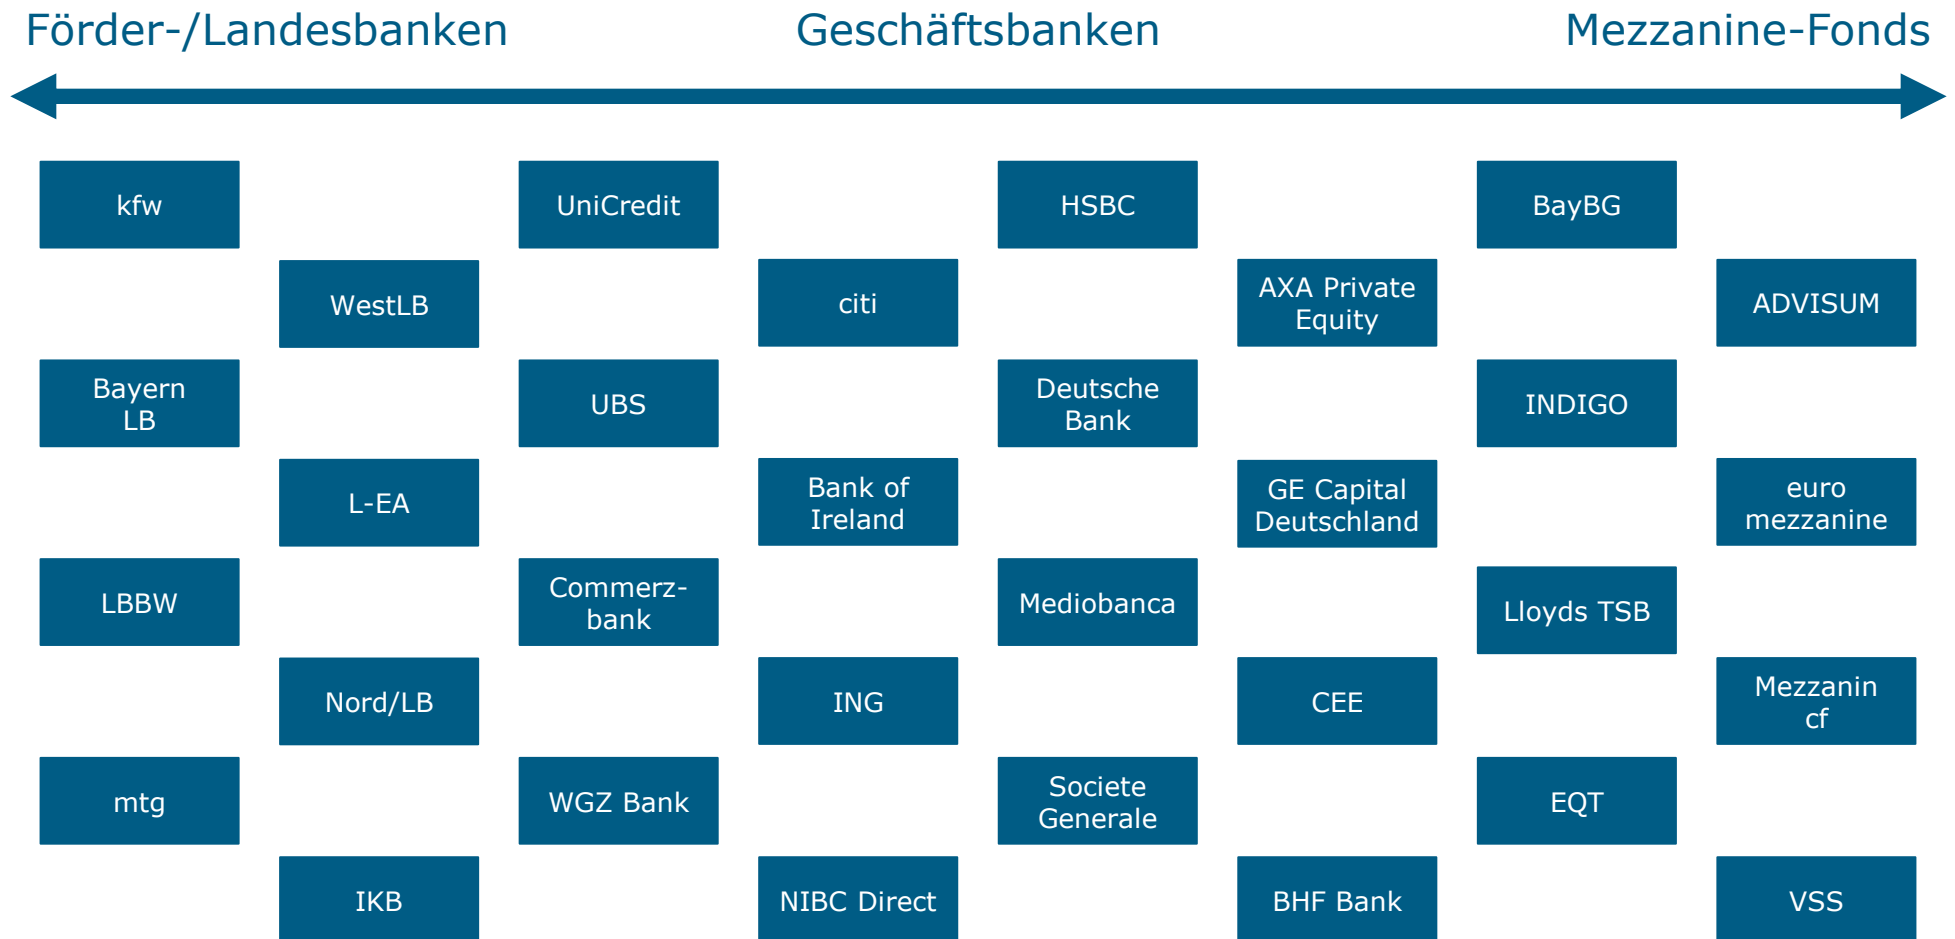 Förder-/Landesbanken
Geschäftsbanken
Mezzanine-Fonds
kfw
UniCredit
HSBC
BayBG
WestLB
citi
AXA Private
Equity
ADVISUM
Bayern
LB
UBS
Deutsche
Bank
INDIGO
L-EA
Bank of
Ireland
GE Capital
Deutschland
euro
mezzanine
LBBW
Commerz-
bank
Mediobanca
Lloyds TSB
Nord/LB
ING
CEE
Mezzanin
cf
mtg
WGZ Bank
Societe
Generale
EQT
IKB
NIBC Direct
BHF Bank
VSS